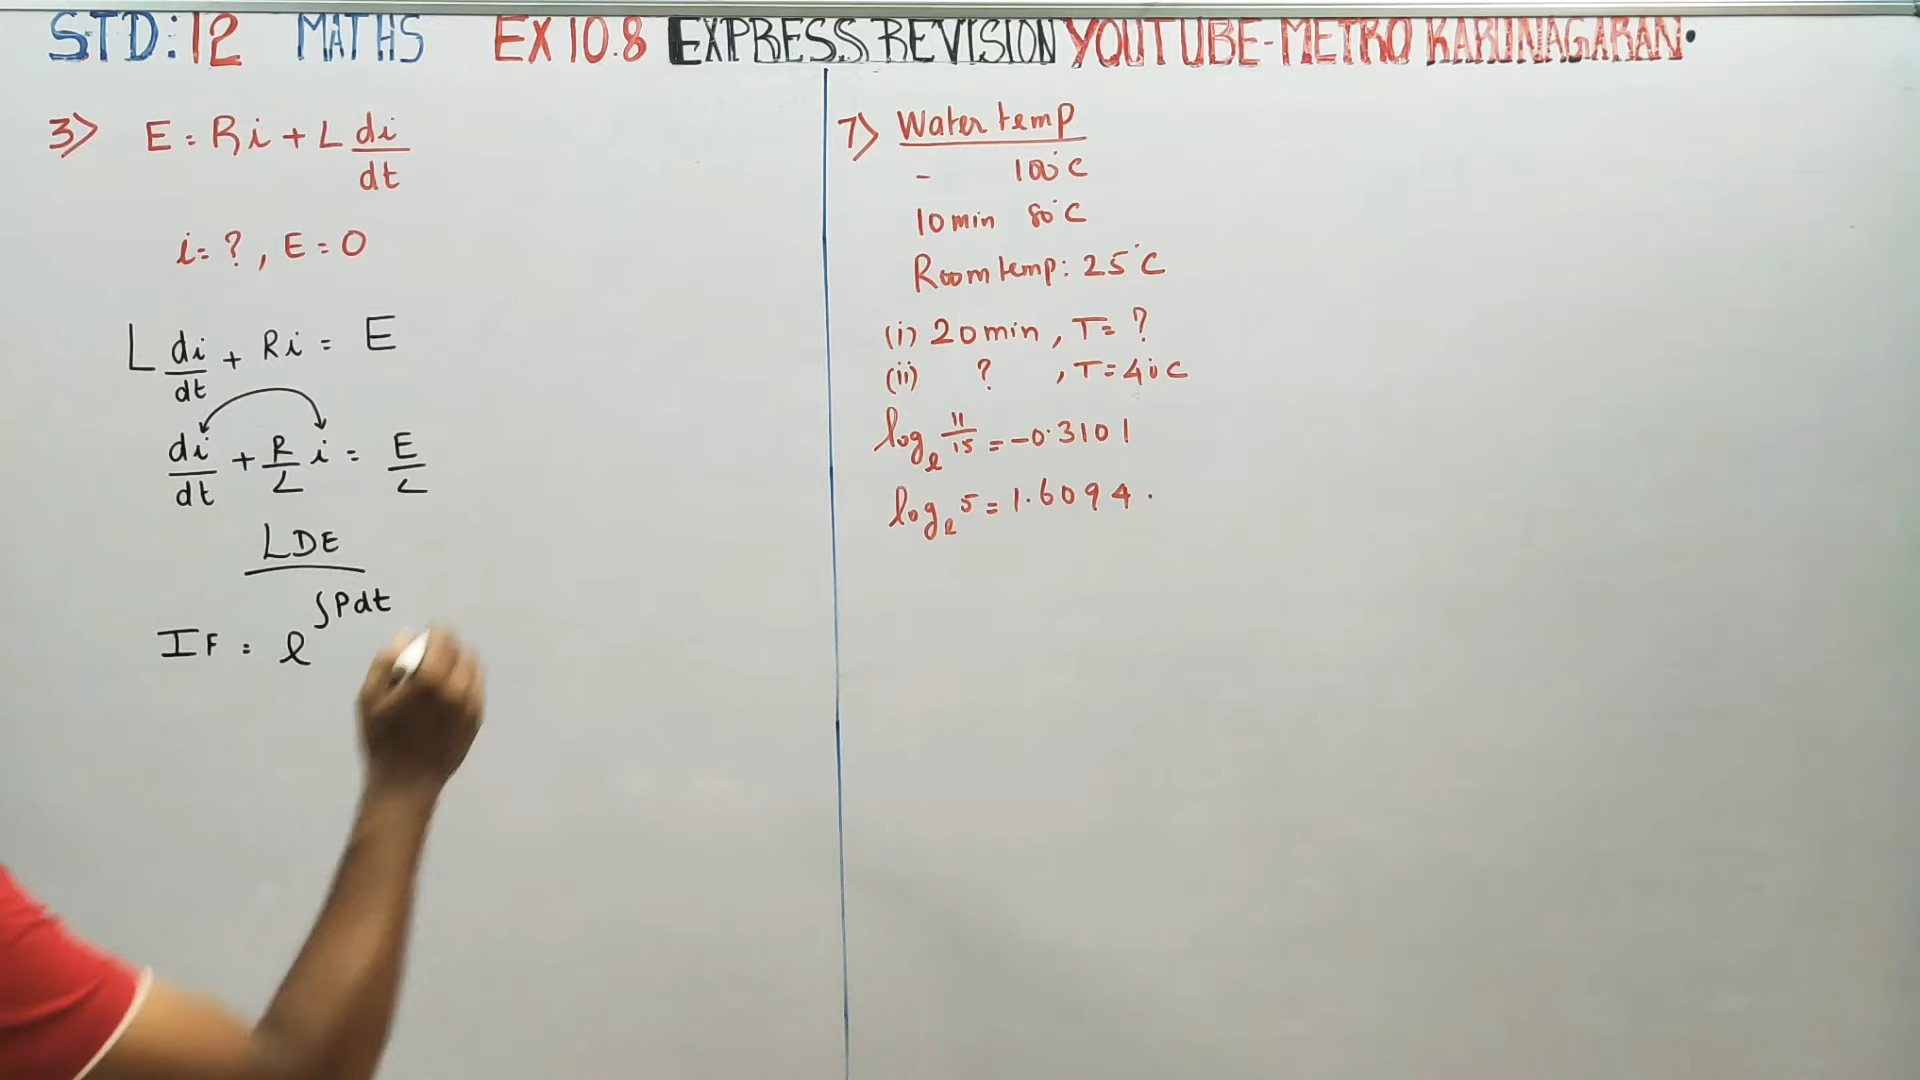 STD:12 MATHS EX 10.8 EXPRESS REVISION YOUTUBE-METRO KARUNAGARAN.
3) E = Ri + L di/dt
i = ?, E = 0
L di/dt + Ri = E
di/dt + R/L i = E/L
LDE
IF = e^∫Pdt
7) Water temp
- 100°C
10 min 80°C
Room temp: 25°C
(i) 20 min, T = ?
(ii) ?, T = 40°C
log_e 11/15 = -0.3101
log_e 5 = 1.6094.